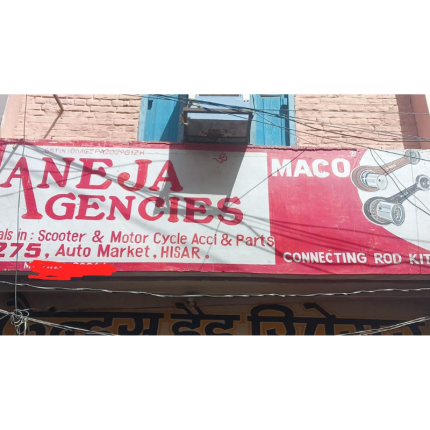 ANEJA
AGENCIES
als in : Scooter & Motor Cycle Acci & Parts
275, Auto Market, HISAR.
MACO
CONNECTING ROD KIT